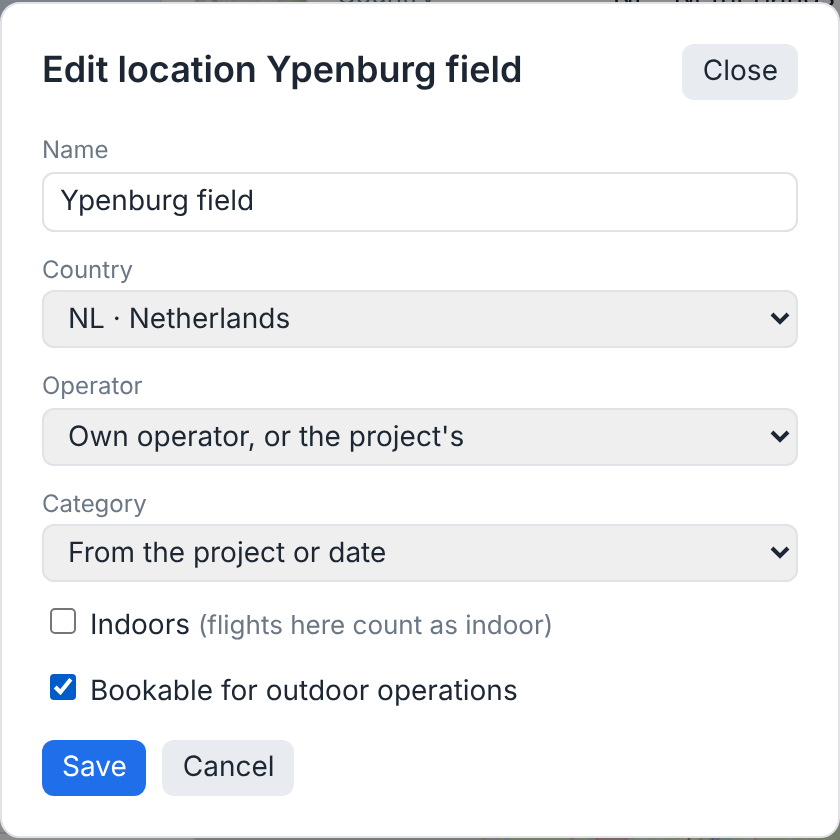 Edit location Ypenburg field
Close
Name
Ypenburg field
Country
NL · Netherlands
Operator
Own operator, or the project's
Category
From the project or date
Indoors (flights here count as indoor)
Bookable for outdoor operations
Save
Cancel